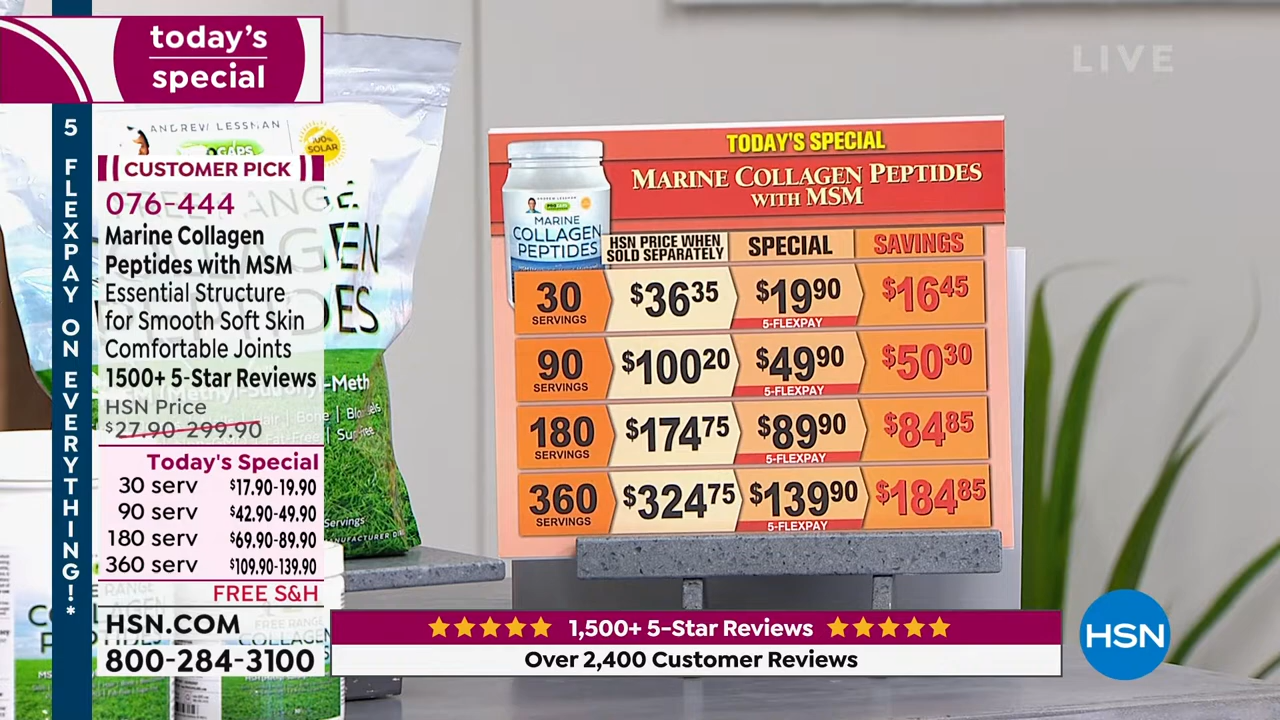 today's
special
5 FLEXPAY ON EVERYTHING!*
CUSTOMER PICK
076-444
Marine Collagen
Peptides with MSM
Essential Structure
for Smooth Soft Skin
Comfortable Joints
1500+ 5-Star Reviews
HSN Price
$27.90-299.90
Today's Special
30 serv $17.90-19.90
90 serv $42.90-49.90
180 serv $69.90-89.90
360 serv $109.90-139.90
FREE S&H
HSN.COM
800-284-3100
LIVE
ANDREW LESSMAN
100% SOLAR
TODAY'S SPECIAL
MARINE COLLAGEN PEPTIDES
WITH MSM
MARINE
COLLAGEN
PEPTIDES
HSN PRICE WHEN
SOLD SEPARATELY
SPECIAL
SAVINGS
30 SERVINGS $36.35 $19.90 $16.45
5-FLEXPAY
90 SERVINGS $100.20 $49.90 $50.30
5-FLEXPAY
180 SERVINGS $174.75 $89.90 $84.85
5-FLEXPAY
360 SERVINGS $324.75 $139.90 $184.85
5-FLEXPAY
1,500+ 5-Star Reviews
Over 2,400 Customer Reviews
HSN